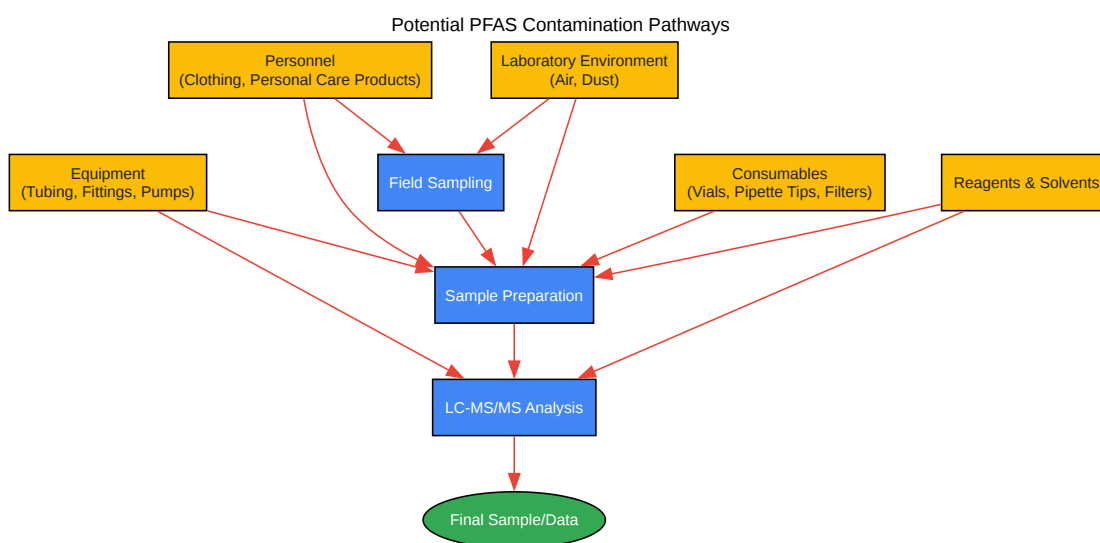 Potential PFAS Contamination Pathways
Personnel
(Clothing, Personal Care Products)
Laboratory Environment
(Air, Dust)
Equipment
(Tubing, Fittings, Pumps)
Field Sampling
Consumables
(Vials, Pipette Tips, Filters)
Reagents & Solvents
Sample Preparation
LC-MS/MS Analysis
Final Sample/Data